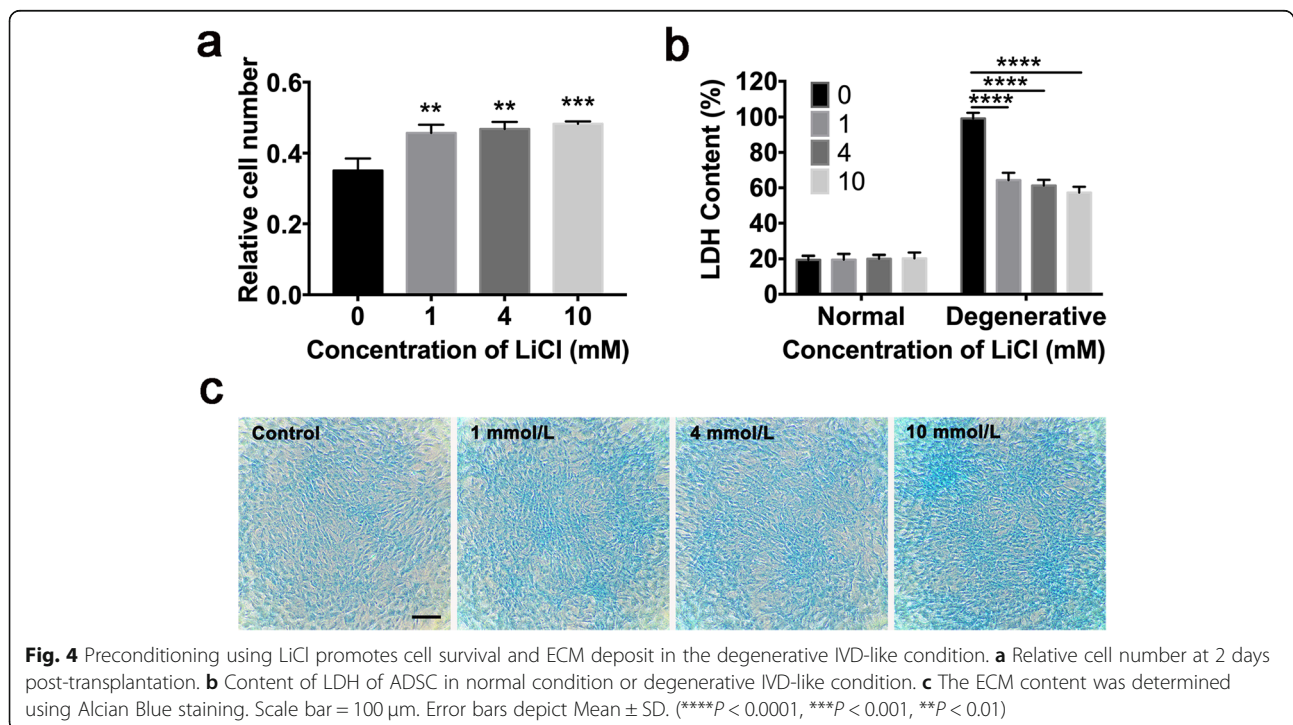 a
Relative cell number
0.6
0.4
0.2
0.0
** ** ***
0 1 4 10
Concentration of LiCl (mM)
b
LDH Content (%)
120
100
80
60
40
20
0
0
1
4
10
****
****
****
Normal Degenerative
Concentration of LiCl (mM)
c
Control
1 mmol/L
4 mmol/L
10 mmol/L
Fig. 4 Preconditioning using LiCl promotes cell survival and ECM deposit in the degenerative IVD-like condition. a Relative cell number at 2 days
post-transplantation. b Content of LDH of ADSC in normal condition or degenerative IVD-like condition. c The ECM content was determined
using Alcian Blue staining. Scale bar = 100 μm. Error bars depict Mean ± SD. (****P < 0.0001, ***P < 0.001, **P < 0.01)